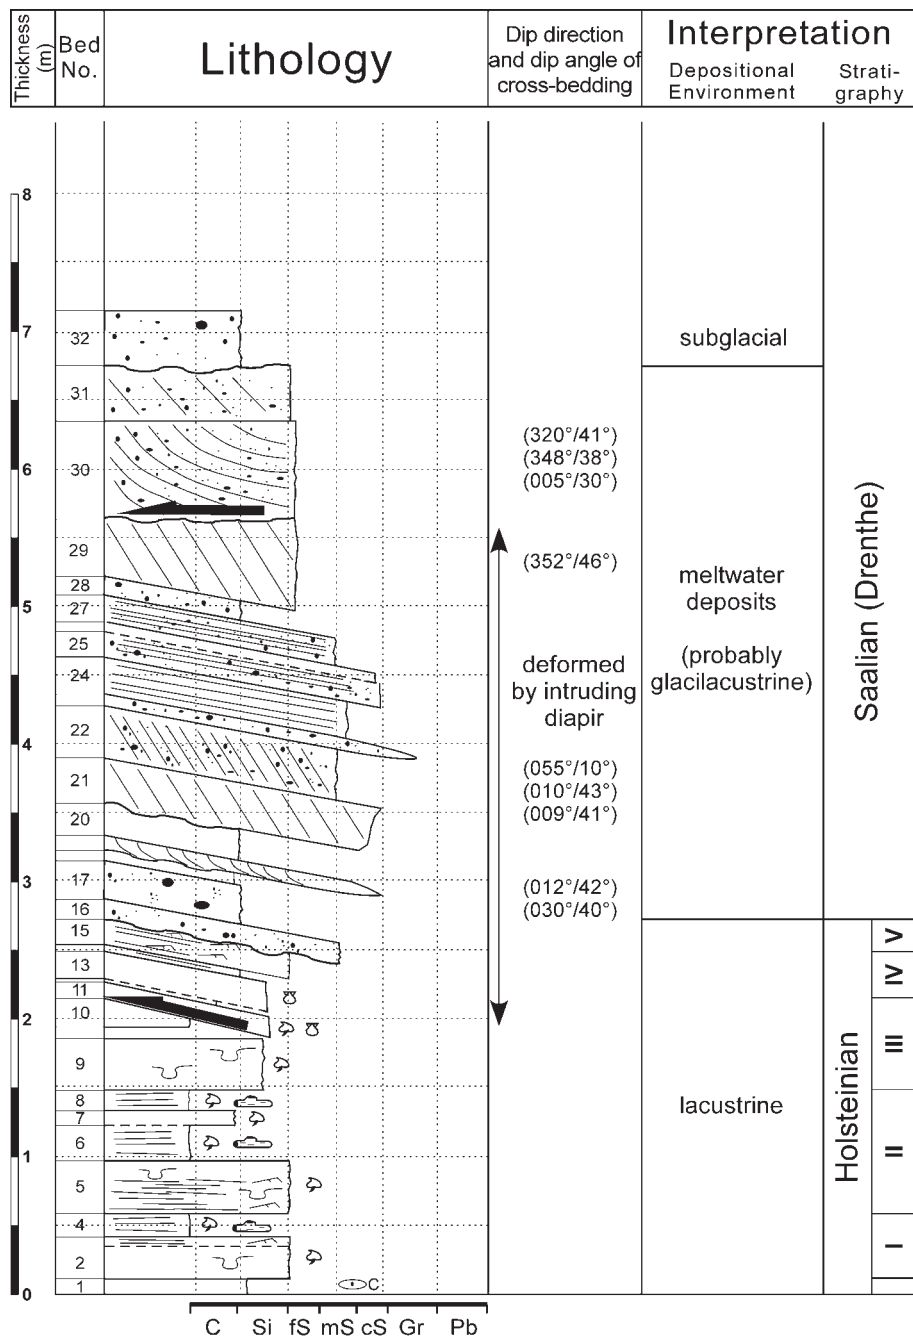 Thickness
(m)
Bed
No.
Lithology
Dip direction
and dip angle of
cross-bedding
Interpretation
Depositional
Environment
Strati-
graphy
8
7
32
subglacial
31
(320°/41°)
(348°/38°)
(005°/30°)
6
30
29
(352°/46°)
28
5
27
meltwater
deposits
25
24
deformed
by intruding
diapir
(probably
glacilacustrine)
Saalian (Drenthe)
4
22
(055°/10°)
(010°/43°)
(009°/41°)
21
20
3
17
(012°/42°)
(030°/40°)
16
15
V
13
IV
11
2
10
III
9
8
lacustrine
Holsteinian
7
6
II
1
5
4
I
2
1
C
0
C Si fS mS cS Gr Pb